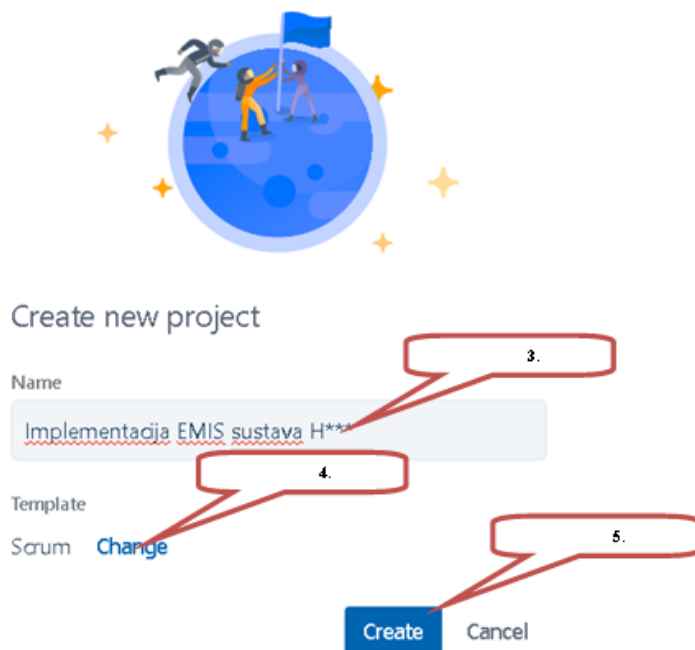 Create new project
3.
Name
Implementacija EMIS sustava H***
4.
Template
Scrum Change
5.
Create Cancel